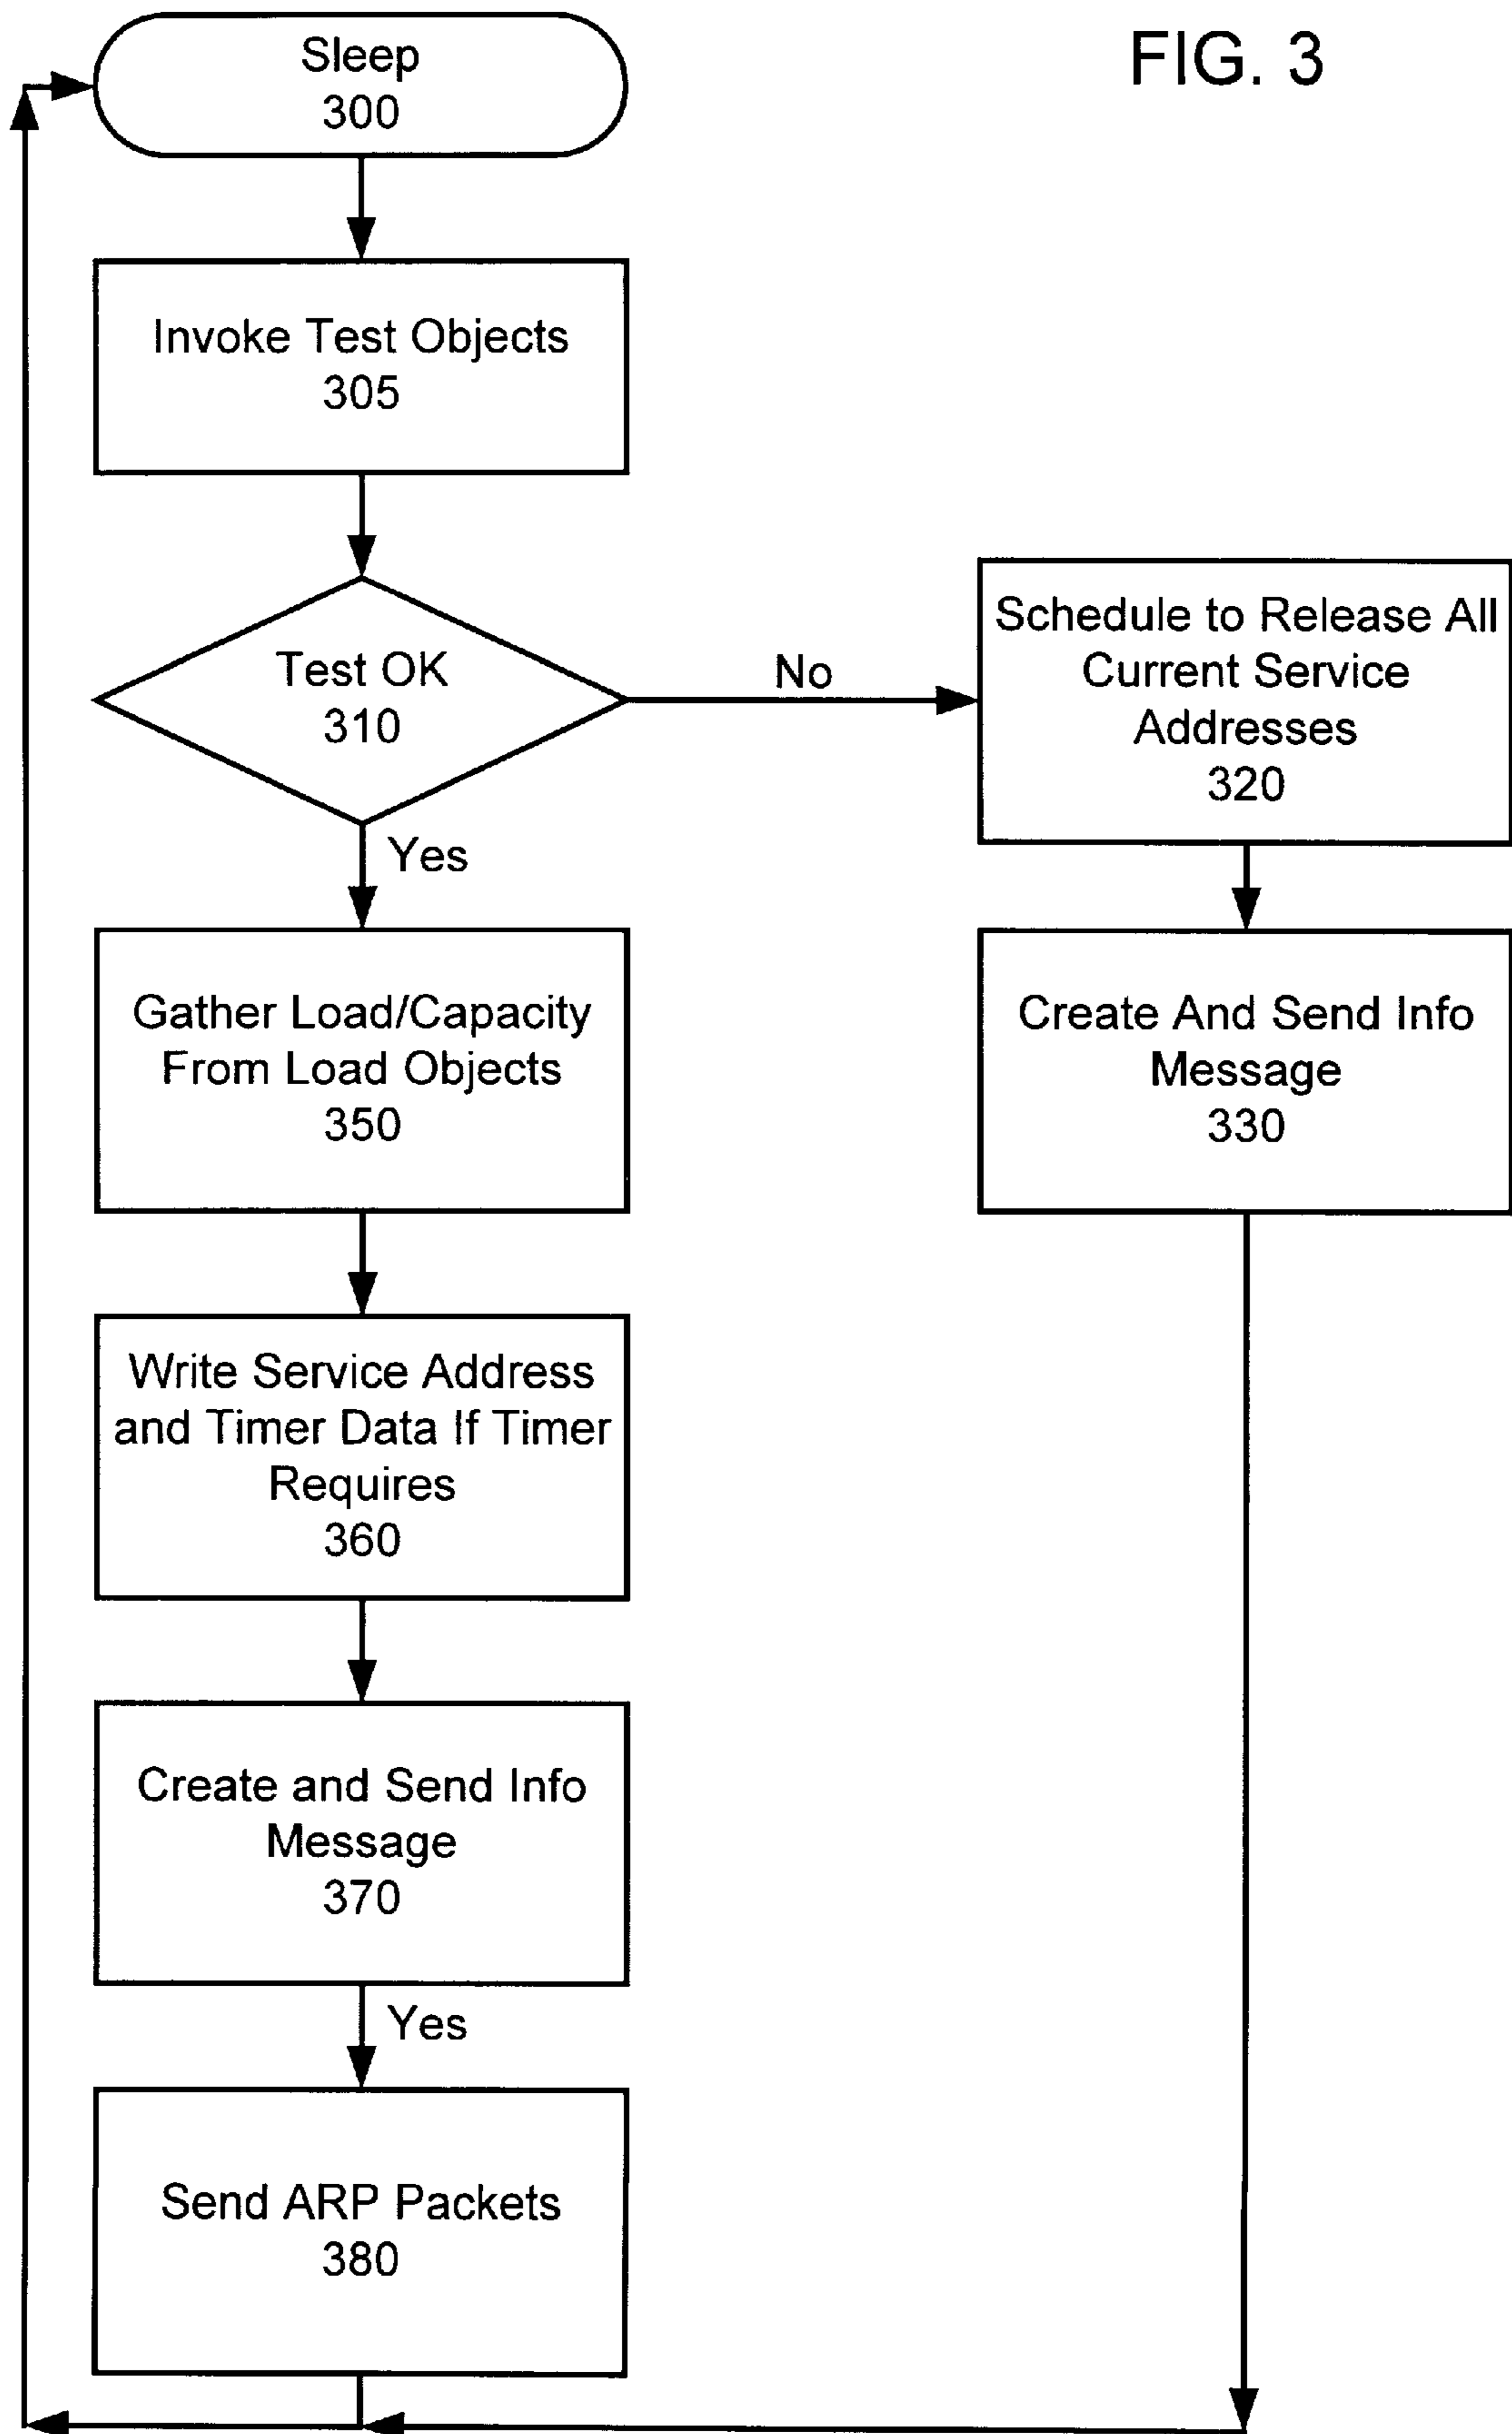 FIG. 3
Sleep
300
Invoke Test Objects
305
Test OK
310
No
Schedule to Release All
Current Service
Addresses
320
Yes
Gather Load/Capacity
From Load Objects
350
Create And Send Info
Message
330
Write Service Address
and Timer Data If Timer
Requires
360
Create and Send Info
Message
370
Yes
Send ARP Packets
380